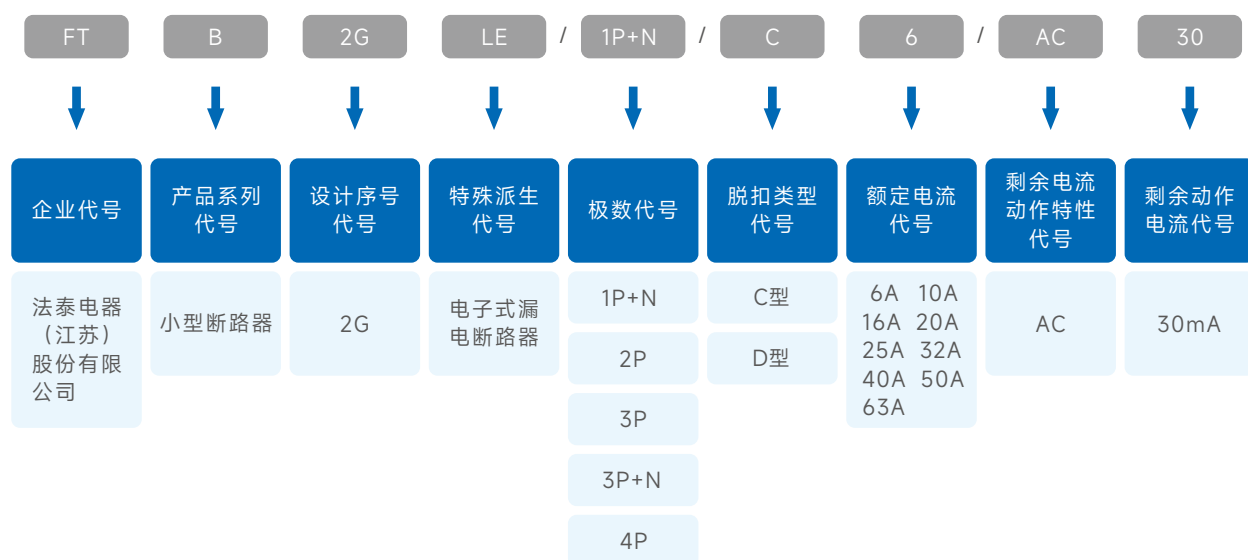 FT B 2G LE / 1P+N / C 6 / AC 30
企业代号
产品系列
代号
设计序号
代号
特殊派生
代号
极数代号
脱扣类型
代号
额定电流
代号
剩余电流
动作特性
代号
剩余动作
电流代号
法泰电器
（江苏）
股份有限
公司
小型断路器
2G
电子式漏
电断路器
1P+N
2P
3P
3P+N
4P
C型
D型
6A 10A
16A 20A
25A 32A
40A 50A
63A
AC
30mA